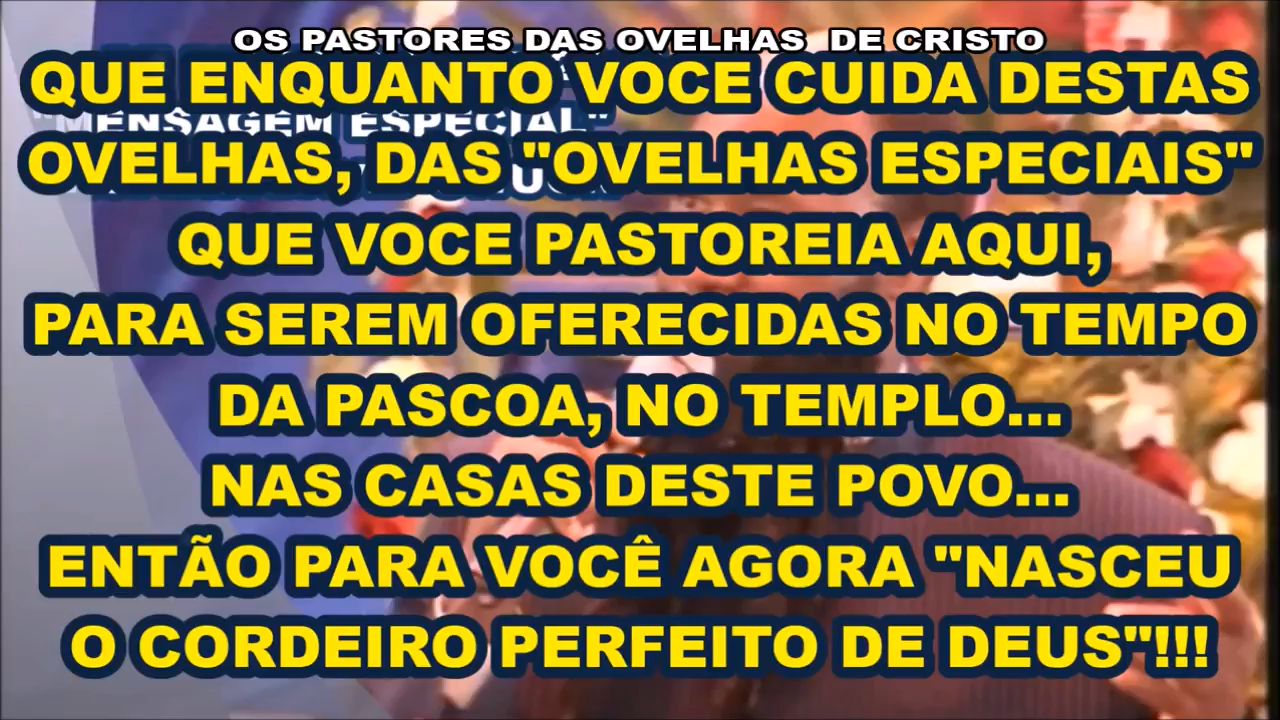 OS PASTORES DAS OVELHAS DE CRISTO
QUE ENQUANTO VOCE CUIDA DESTAS
"MENSAGEM ESPECIAL"
OVELHAS, DAS "OVELHAS ESPECIAIS"
QUE VOCE PASTOREIA AQUI,
PARA SEREM OFERECIDAS NO TEMPO
DA PASCOA, NO TEMPLO...
NAS CASAS DESTE POVO...
ENTÃO PARA VOCÊ AGORA "NASCEU
O CORDEIRO PERFEITO DE DEUS"!!!